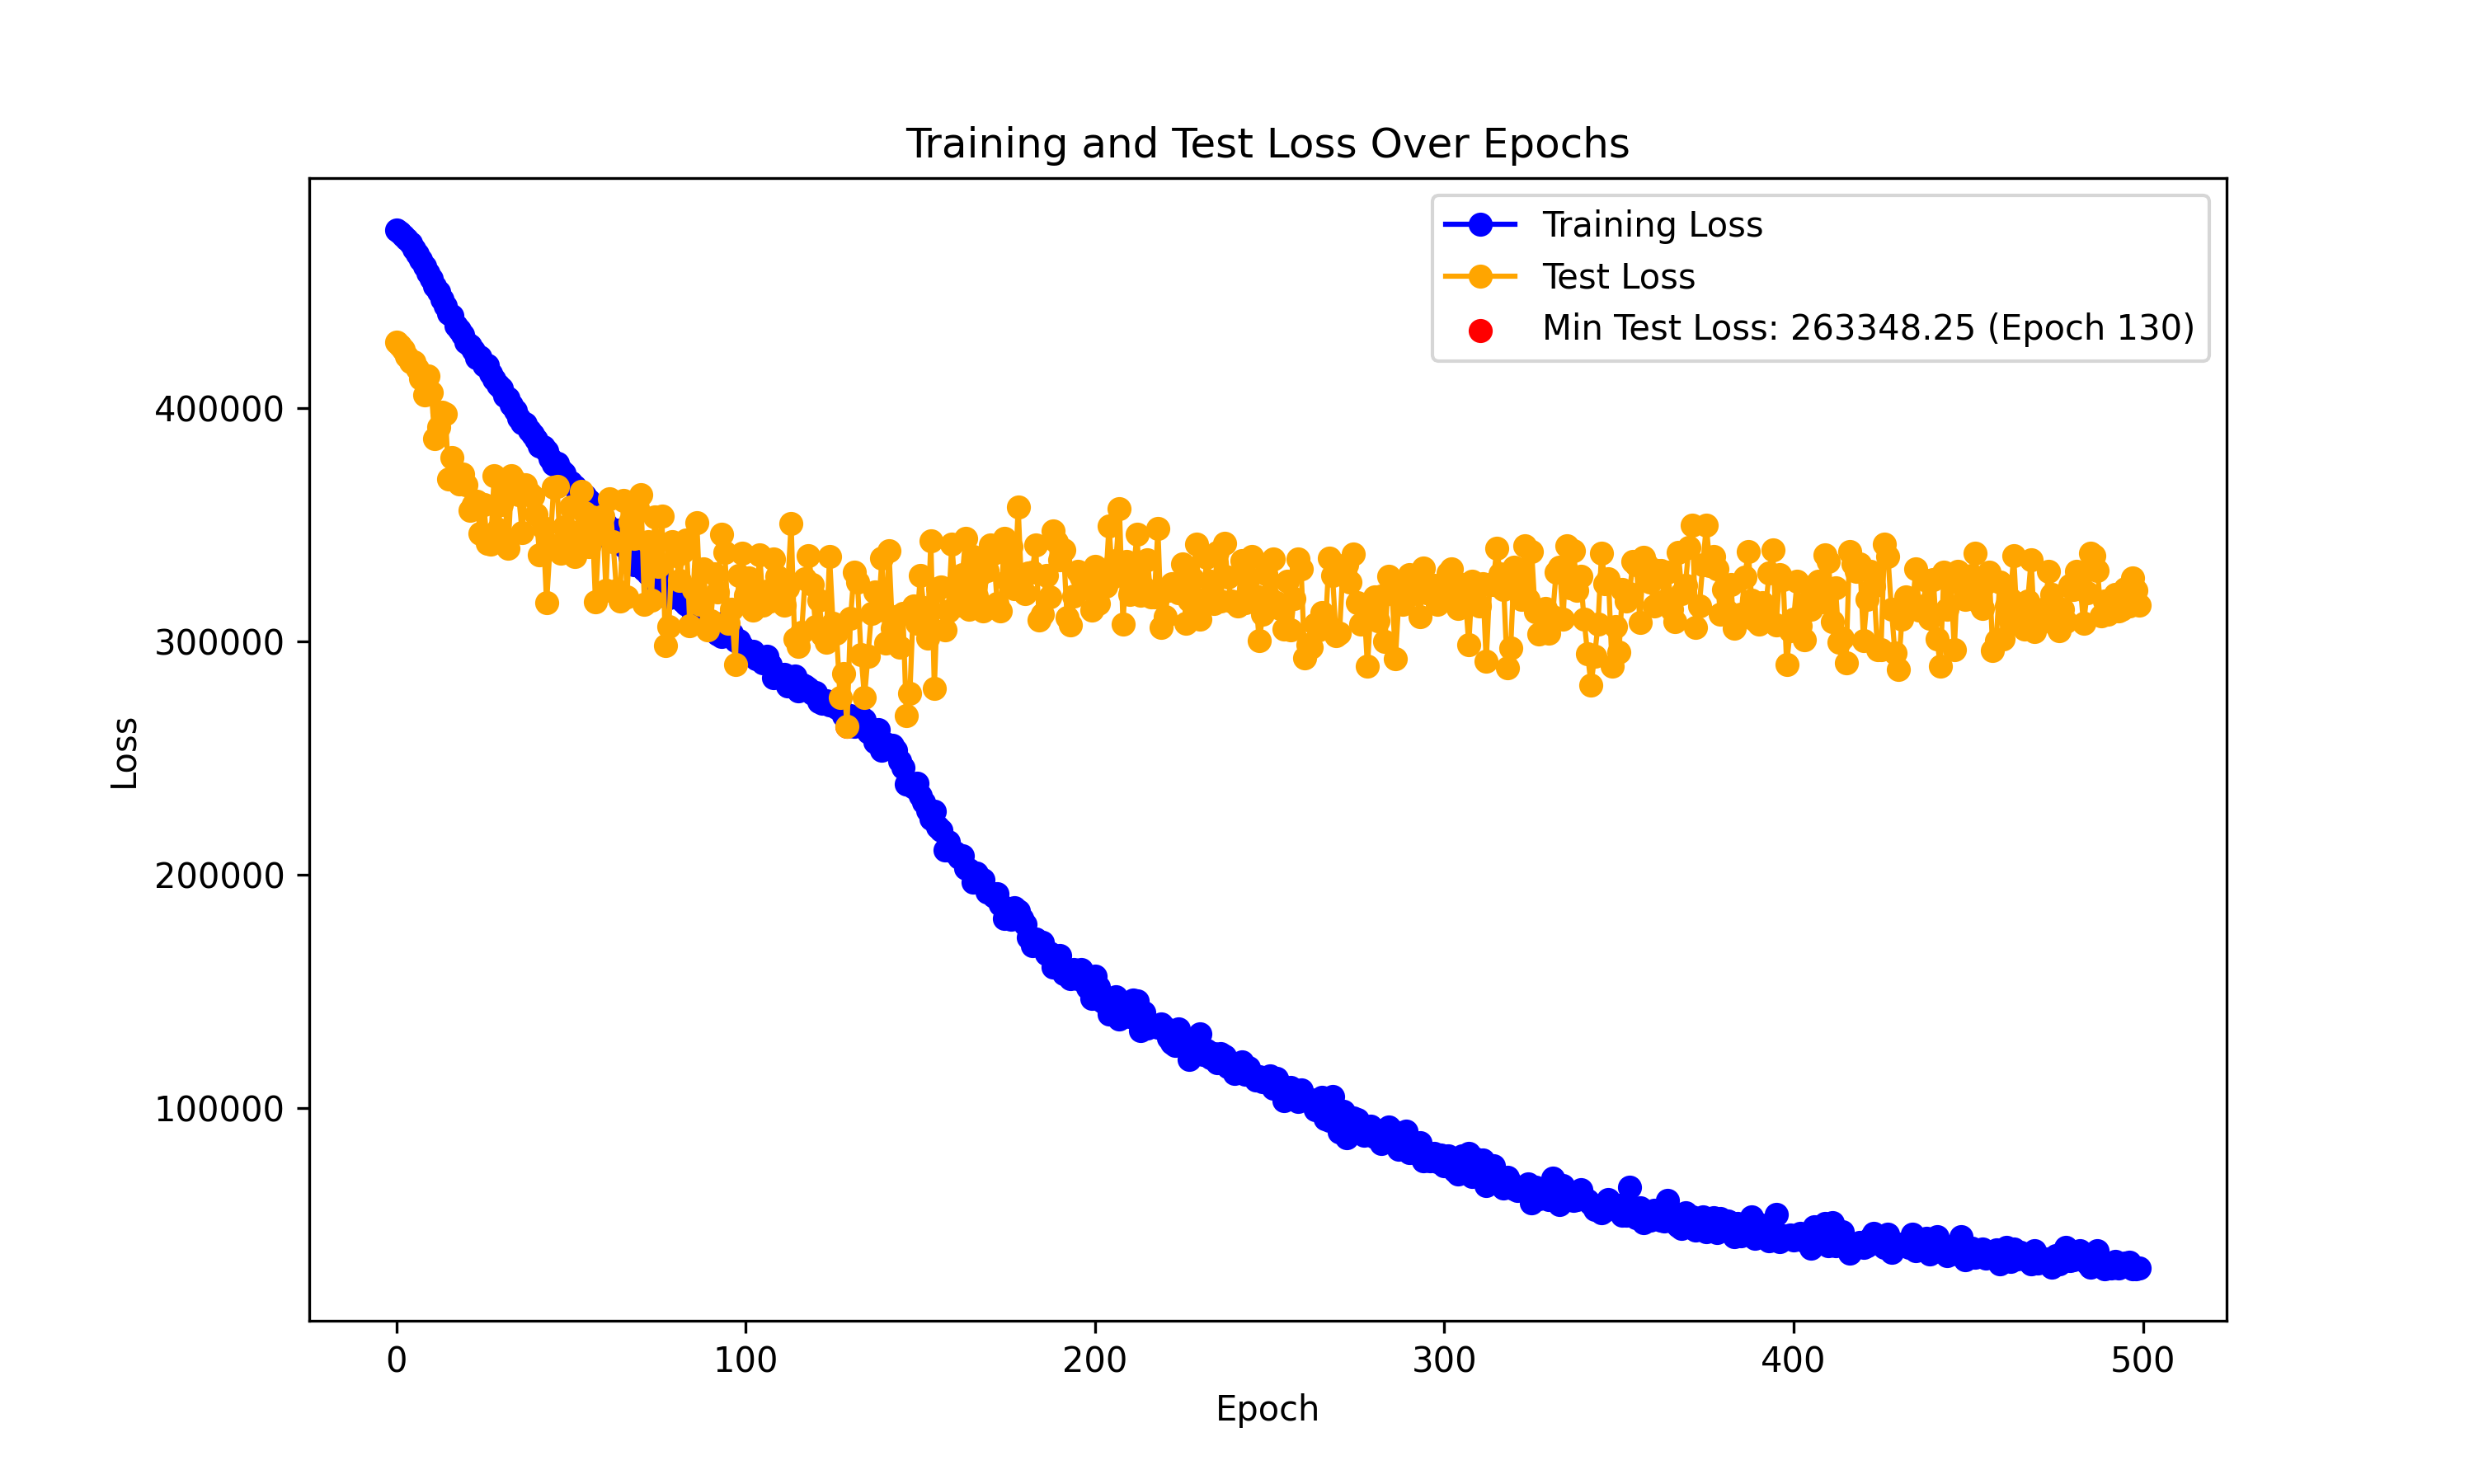 Training and Test Loss Over Epochs
Training Loss
Test Loss
Min Test Loss: 263348.25 (Epoch 130)
Loss
400000
300000
200000
100000
0 100 200 300 400 500
Epoch